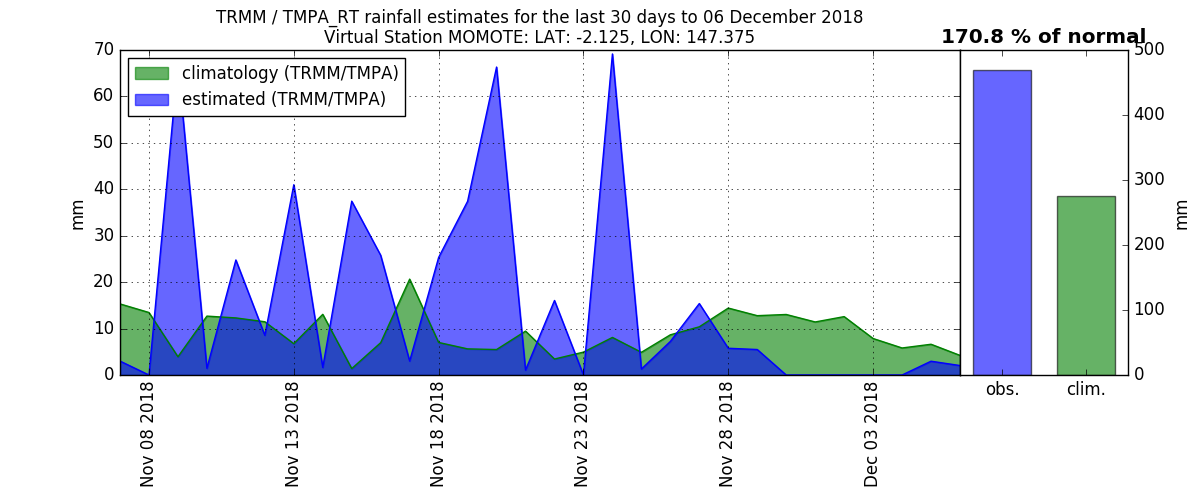 TRMM / TMPA_RT rainfall estimates for the last 30 days to 06 December 2018
Virtual Station MOMOTE: LAT: -2.125, LON: 147.375
170.8 % of normal
climatology (TRMM/TMPA)
estimated (TRMM/TMPA)
70
60
50
40
30
20
10
0
mm
Nov 08 2018
Nov 13 2018
Nov 18 2018
Nov 23 2018
Nov 28 2018
Dec 03 2018
obs.
clim.
500
400
300
200
100
0
mm